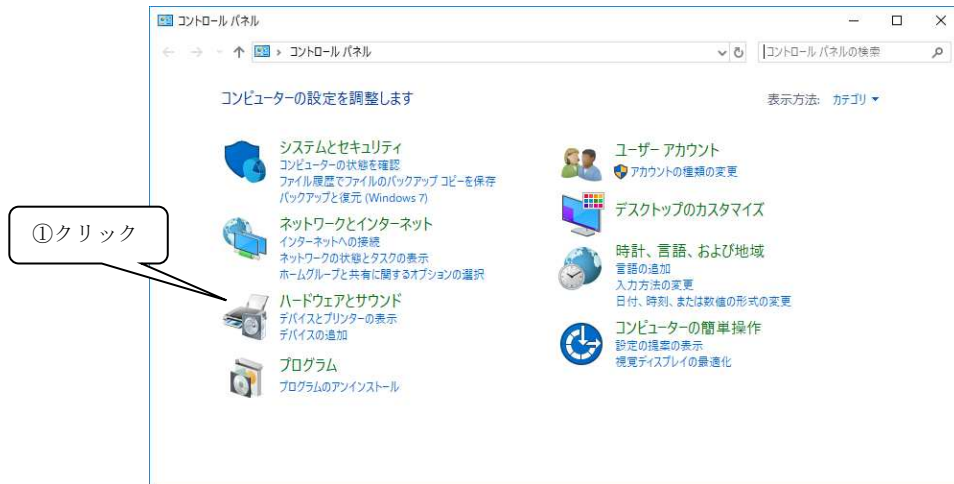 コントロール パネル
コントロール パネル
コントロール パネルの検索
コンピューターの設定を調整します
表示方法: カテゴリ
システムとセキュリティ
コンピューターの状態を確認
ファイル履歴でファイルのバックアップ コピーを保存
バックアップと復元 (Windows 7)
ネットワークとインターネット
インターネットへの接続
ネットワークの状態とタスクの表示
ホームグループと共有に関するオプションの選択
①クリック
ハードウェアとサウンド
デバイスとプリンターの表示
デバイスの追加
プログラム
プログラムのアンインストール
ユーザー アカウント
アカウントの種類の変更
デスクトップのカスタマイズ
時計、言語、および地域
言語の追加
入力方法の変更
日付、時刻、または数値の形式の変更
コンピューターの簡単操作
設定の提案の表示
視覚ディスプレイの最適化